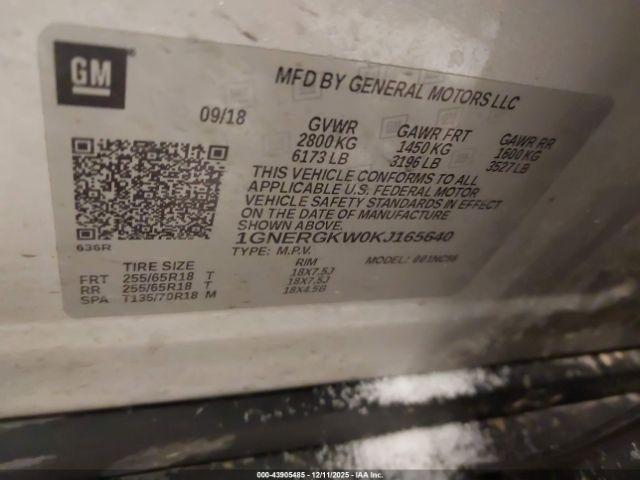 GM
MFD BY GENERAL MOTORS LLC
09/18
GVWR GAWR FRT GAWR RR
2800 KG 1450 KG 1600 KG
6173 LB 3196 LB 3527 LB
THIS VEHICLE CONFORMS TO ALL
APPLICABLE U.S. FEDERAL MOTOR
VEHICLE SAFETY STANDARDS IN EFFECT
ON THE DATE OF MANUFACTURE
SHOWN ABOVE.
1GNERGKW0KJ165640
TYPE: M.P.V. MODEL: 001NC56
636R
TIRE SIZE RIM
FRT 255/65R18 T 18X7.5J
RR 255/65R18 T 18X7.5J
SPA T135/70R18 M 18X4.5B
000-43905485 - 12/11/2025 - IAA Inc.